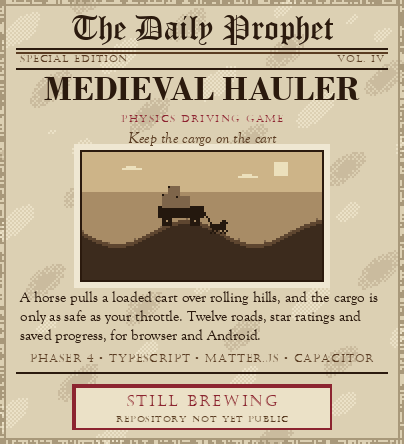 The Daily Prophet
SPECIAL EDITION VOL. IV
MEDIEVAL HAULER
PHYSICS DRIVING GAME
Keep the cargo on the cart
A horse pulls a loaded cart over rolling hills, and the cargo is
only as safe as your throttle. Twelve roads, star ratings and
saved progress, for browser and Android.
PHASER 4 • TYPESCRIPT • MATTER.JS • CAPACITOR
STILL BREWING
REPOSITORY NOT YET PUBLIC